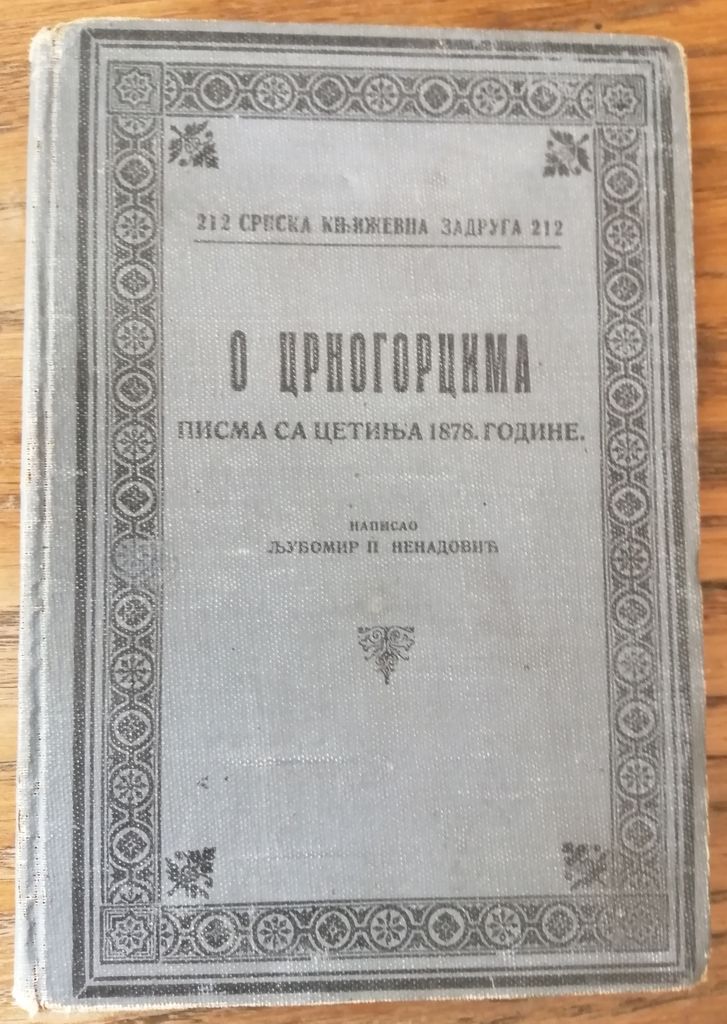 212 СРПСКА КЊИЖЕВНА ЗАДРУГА 212
О ЦРНОГОРЦИМА
ПИСМА СА ЦЕТИЊА 1878. ГОДИНЕ.
НАПИСАО
ЉУБОМИР П НЕНАДОВИЋ